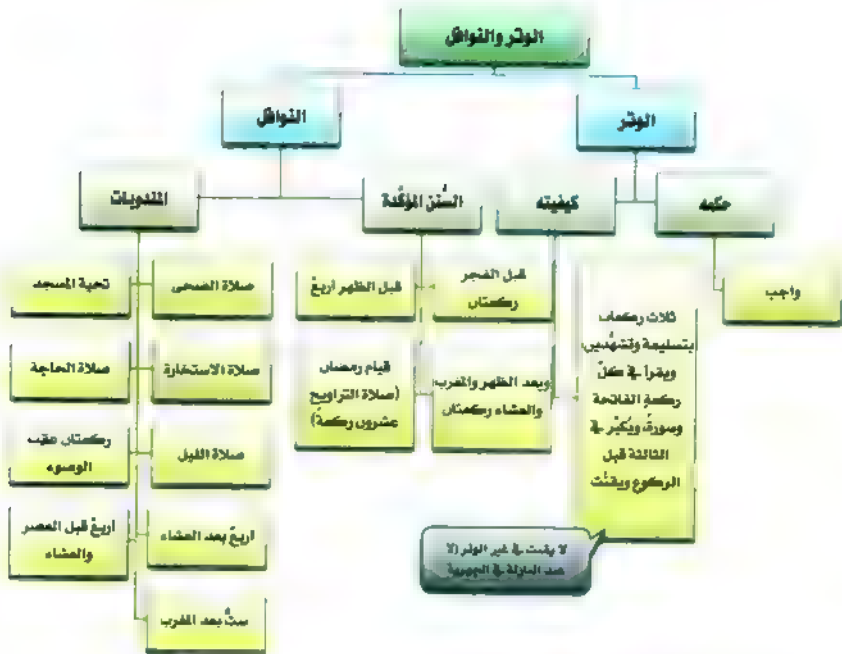 الوتر والنوافل
الوتر
النوافل
حكمه
كيفيته
السُّنن المؤكَّدة
المندوبات
واجب
ثلاث ركعات
بتسليمة وتشهُّدين،
ويقرأ في كلّ
ركعةٍ الفاتحة
وسورةً، ويُكبِّر في
الثالثة قبل
الركوع ويقنُت
لا يقنت في غير الوتر إلا
عند النازلة في الجهرية
قبل الفجر
ركعتان
قبل الظهر أربعٌ
وبعد الظهر والمغرب
والعشاء ركعتان
قيام رمضان
(صلاة التراويح
عشرون ركعةً)
صلاة الضحى
تحية المسجد
صلاة الاستخارة
صلاة الحاجة
صلاة الليل
ركعتان عقب
الوضوء
أربعٌ بعد العشاء
أربعٌ قبل العصر
والعشاء
ستٌّ بعد المغرب